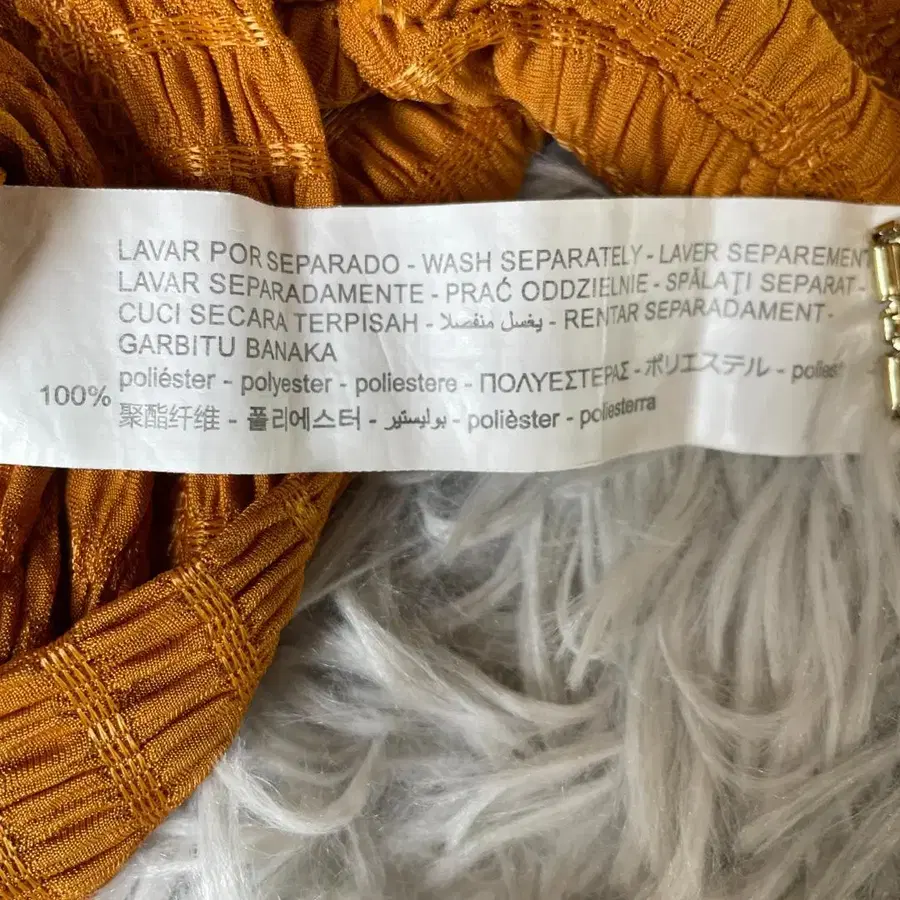 LAVAR POR SEPARADO - WASH SEPARATELY - LAVER SEPAREMENT
LAVAR SEPARADAMENTE - PRAĆ ODDZIELNIE - SPĂLAŢI SEPARAT -
CUCI SECARA TERPISAH - يغسل منفصلا - RENTAR SEPARADAMENT -
GARBITU BANAKA
100% poliéster - polyester - poliestere - ΠΟΛΥΕΣΤΕΡΑΣ - ポリエステル -
聚酯纤维 - 폴리에스터 - بوليستير - polièster - poliesterra